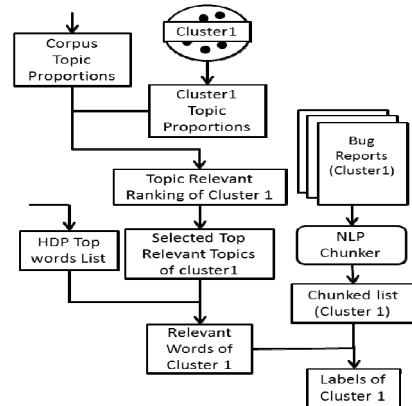 Cluster1
Corpus
Topic
Proportions
Cluster1
Topic
Proportions
Bug
Reports
(Cluster1)
Topic Relevant
Ranking of Cluster 1
HDP Top
words List
Selected Top
Relevant Topics
of cluster1
NLP
Chunker
Chunked list
(Cluster 1)
Relevant
Words of
Cluster 1
Labels of
Cluster 1